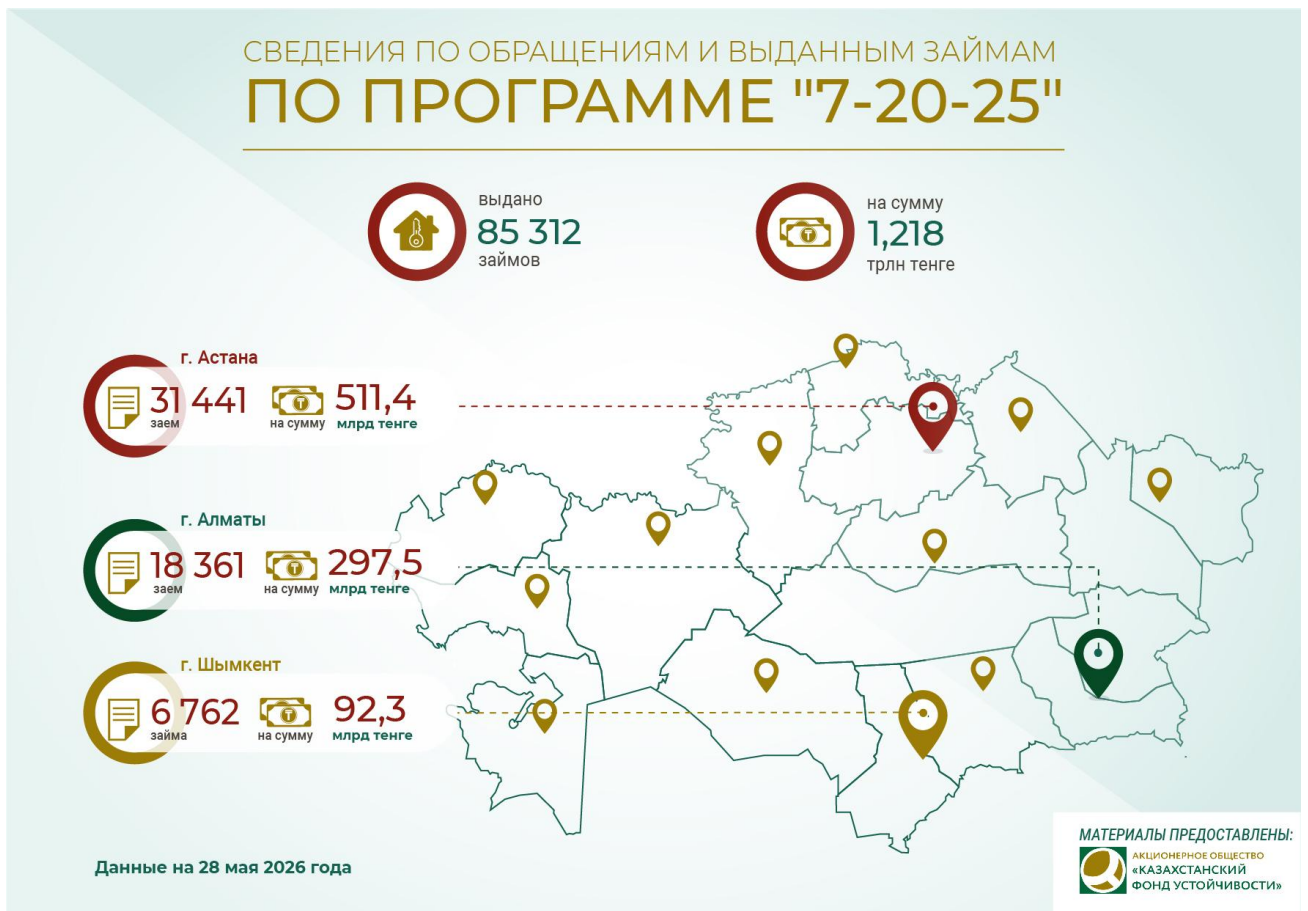 СВЕДЕНИЯ ПО ОБРАЩЕНИЯМ И ВЫДАННЫМ ЗАЙМАМ
ПО ПРОГРАММЕ "7-20-25"
выдано
85 312
займов
на сумму
1,218
трлн тенге
г. Астана
31 441
заем
на сумму
511,4
млрд тенге
г. Алматы
18 361
заем
на сумму
297,5
млрд тенге
г. Шымкент
6 762
займа
на сумму
92,3
млрд тенге
Данные на 28 мая 2026 года
МАТЕРИАЛЫ ПРЕДОСТАВЛЕНЫ:
АКЦИОНЕРНОЕ ОБЩЕСТВО
«КАЗАХСТАНСКИЙ
ФОНД УСТОЙЧИВОСТИ»